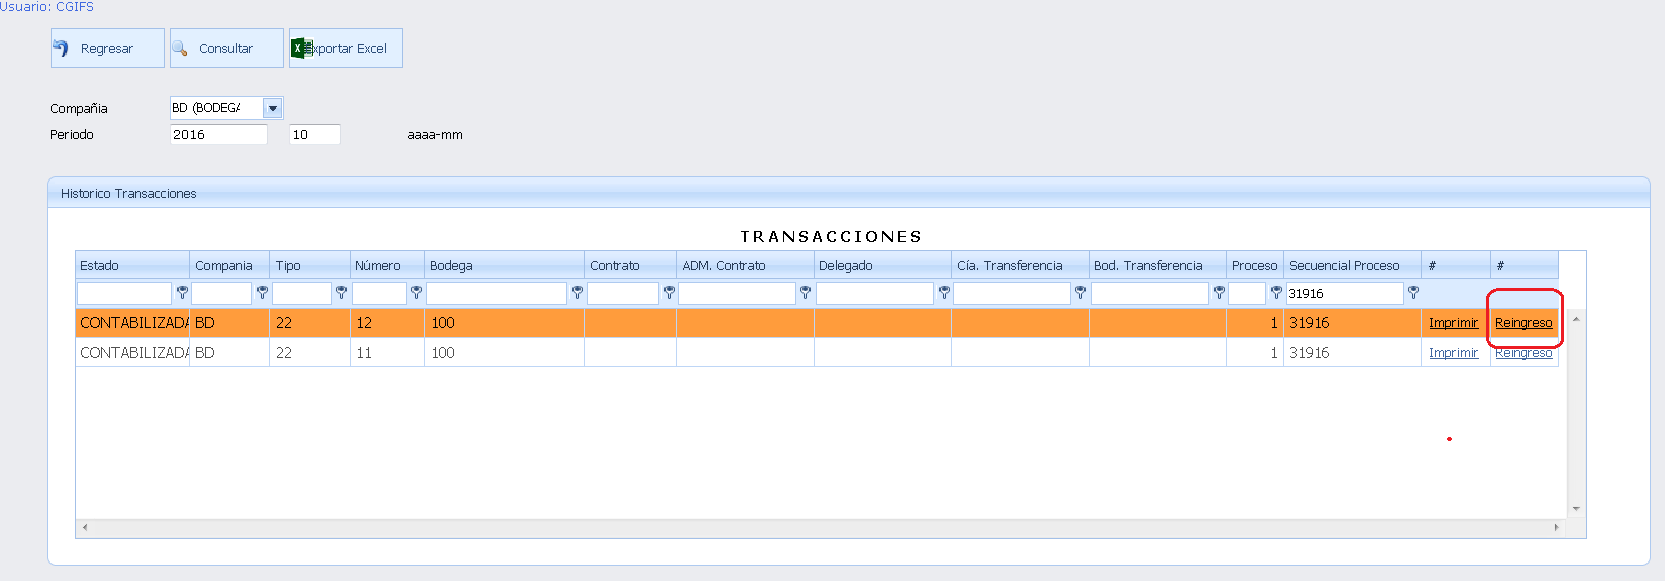 Usuario: CGIFS
Regresar Consultar Exportar Excel
Compañia BD (BODEGA
Periodo 2016 10 aaaa-mm
Historico Transacciones
TRANSACCIONES
Estado Compania Tipo Número Bodega Contrato ADM. Contrato Delegado Cía. Transferencia Bod. Transferencia Proceso Secuencial Proceso # #
31916
CONTABILIZADA BD 22 12 100 1 31916 Imprimir Reingreso
CONTABILIZADA BD 22 11 100 1 31916 Imprimir Reingreso